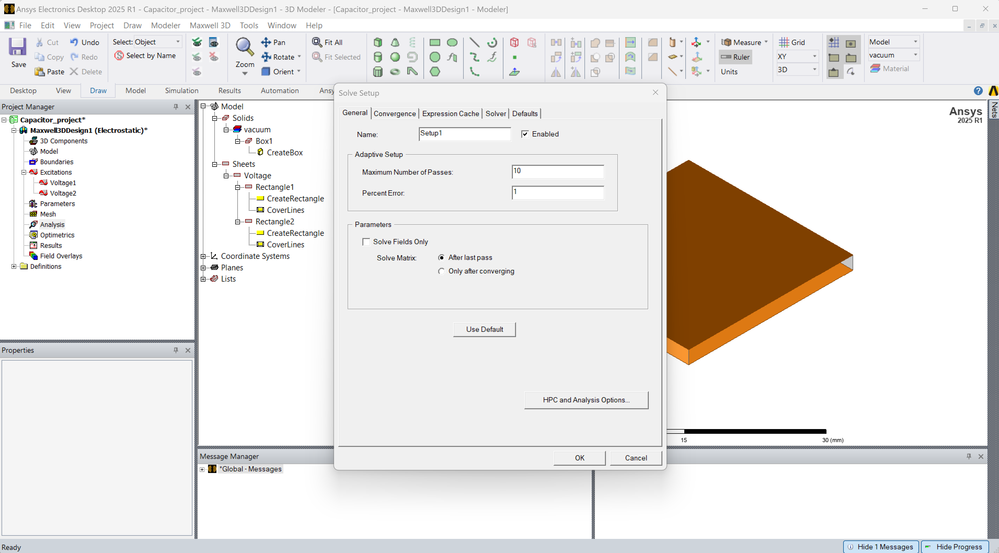 Ansys Electronics Desktop 2025 R1 - Capacitor_project - Maxwell3DDesign1 - 3D Modeler - [Capacitor_project - Maxwell3DDesign1 - Modeler]
File Edit View Project Draw Modeler Maxwell 3D Tools Window Help
Save
Cut
Copy
Paste
Undo
Redo
Delete
Select: Object
Select by Name
Zoom
Pan
Rotate
Orient
Fit All
Fit Selected
Measure
Ruler
Units
Grid
XY
3D
Model
vacuum
Material
Desktop View Draw Model Simulation Results Automation Ansy
Project Manager
Capacitor_project*
Maxwell3DDesign1 (Electrostatic)*
3D Components
Model
Boundaries
Excitations
Voltage1
Voltage2
Parameters
Mesh
Analysis
Optimetrics
Results
Field Overlays
Definitions
Properties
Model
Solids
vacuum
Box1
CreateBox
Sheets
Voltage
Rectangle1
CreateRectangle
CoverLines
Rectangle2
CreateRectangle
CoverLines
Coordinate Systems
Planes
Lists
Solve Setup
General Convergence Expression Cache Solver Defaults
Name: Setup1 Enabled
Adaptive Setup
Maximum Number of Passes: 10
Percent Error: 1
Parameters
Solve Fields Only
Solve Matrix: After last pass
Only after converging
Use Default
HPC and Analysis Options...
OK Cancel
Ansys
2025 R1
Nets
15 30 (mm)
Message Manager
*Global - Messages
Ready
Hide 1 Messages Hide Progress